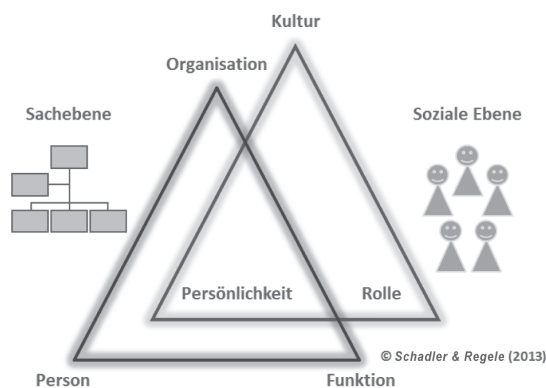 Kultur
Organisation
Sachebene
Soziale Ebene
Persönlichkeit
Rolle
© Schadler & Regele (2013)
Person
Funktion